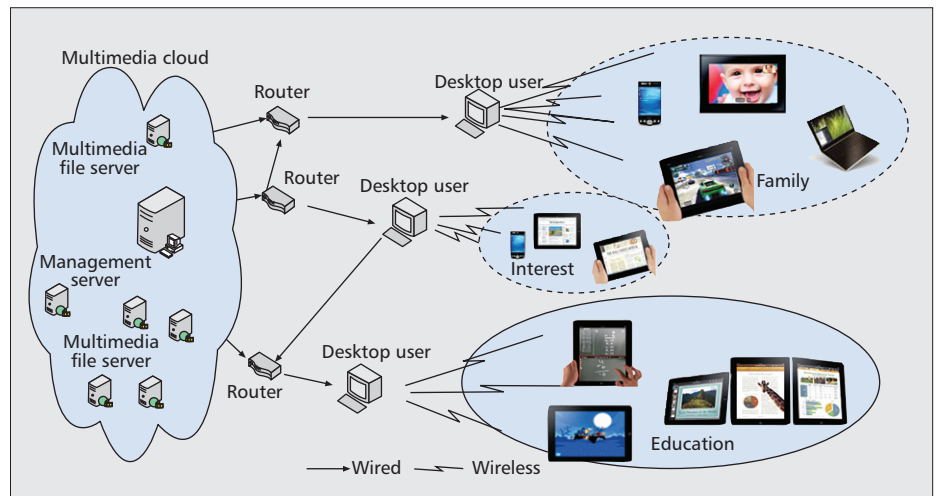 Multimedia cloud
Router
Desktop user
Multimedia
file server
Router
Desktop user
Family
Management
server
Interest
Multimedia
file server
Router
Desktop user
Education
Wired
Wireless